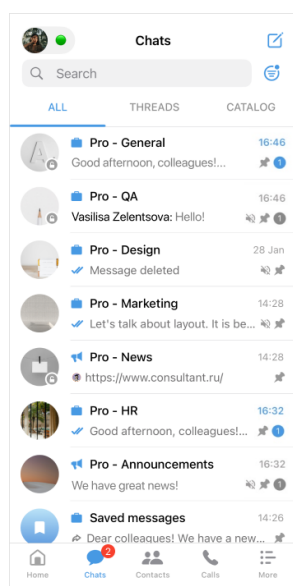 Chats
Search
ALL THREADS CATALOG
Pro - General 16:46
Good afternoon, colleagues!... 1
Pro - QA 16:46
Vasilisa Zelentsova: Hello! 1
Pro - Design 28 Jan
Message deleted
Pro - Marketing 14:28
Let's talk about layout. It is be...
Pro - News 14:28
https://www.consultant.ru/
Pro - HR 16:32
Good afternoon, colleagues!... 1
Pro - Announcements 16:32
We have great news! 1
Saved messages 14:26
Dear colleagues! We have a new...
2
Home Chats Contacts Calls More